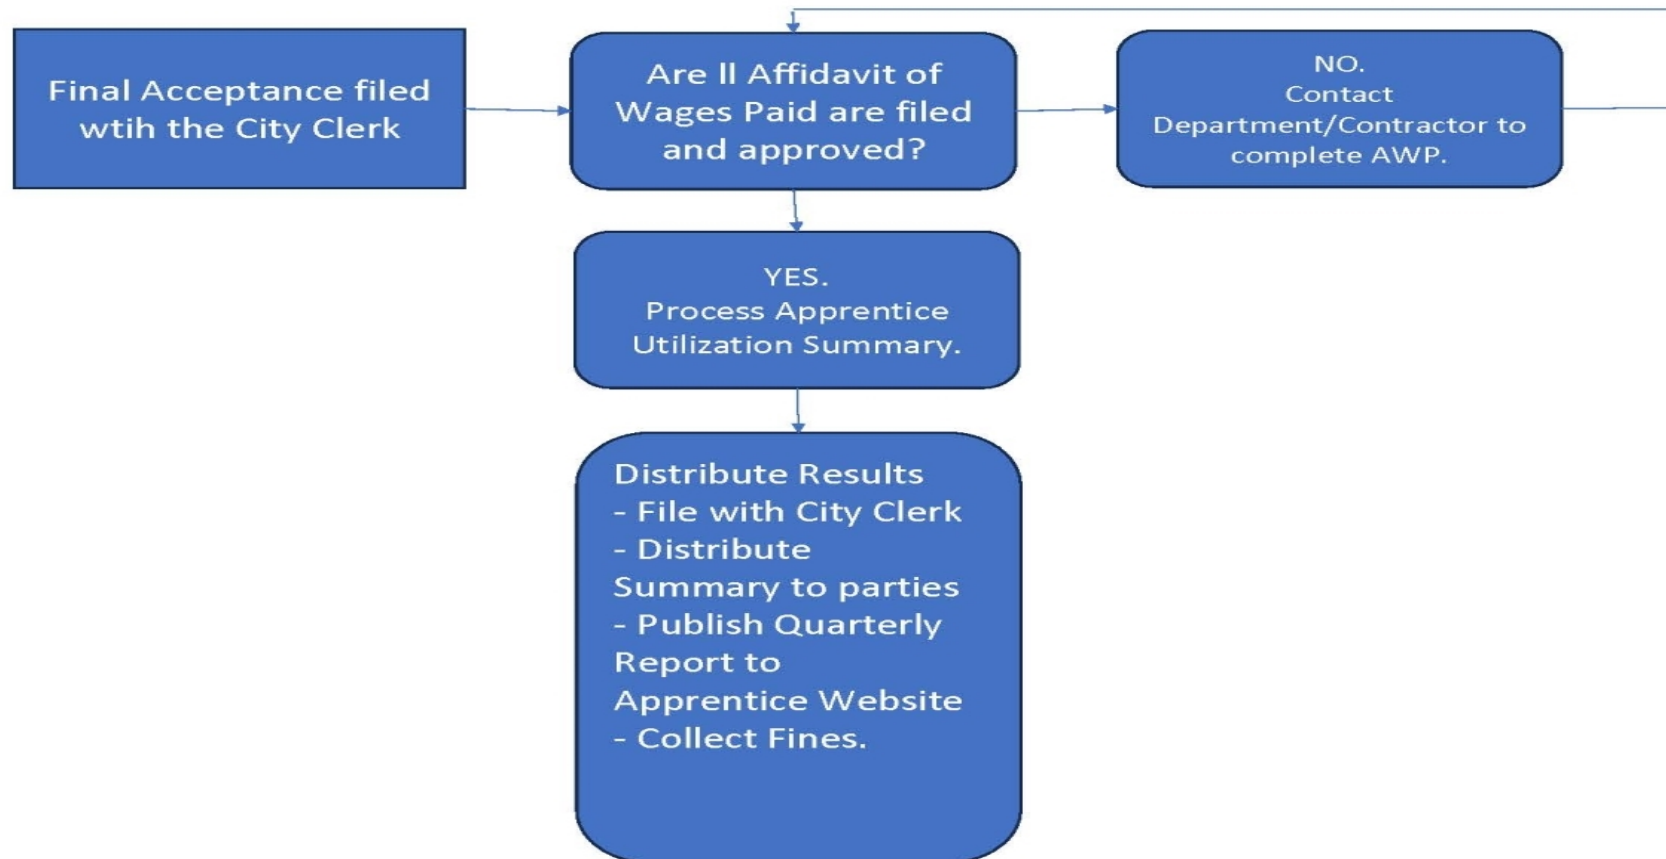 Final Acceptance filed
wtih the City Clerk
Are ll Affidavit of
Wages Paid are filed
and approved?
NO.
Contact
Department/Contractor to
complete AWP.
YES.
Process Apprentice
Utilization Summary.
Distribute Results
- File with City Clerk
- Distribute
Summary to parties
- Publish Quarterly
Report to
Apprentice Website
- Collect Fines.